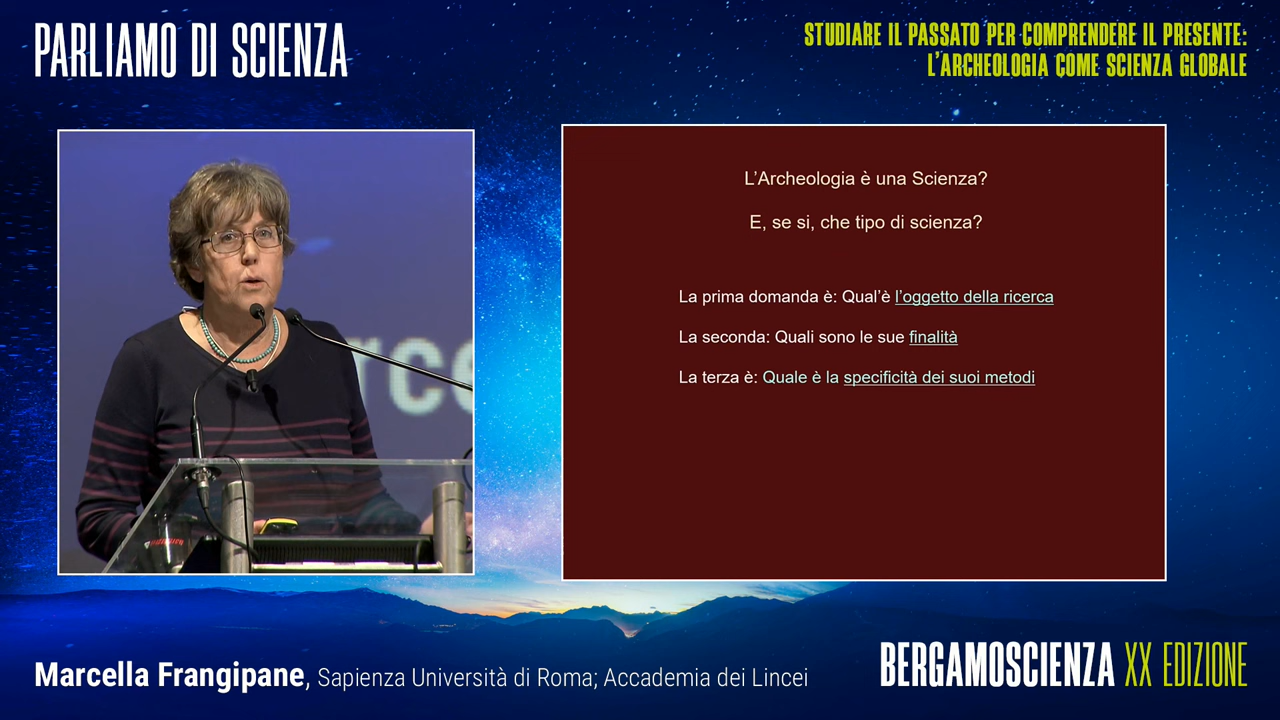 PARLIAMO DI SCIENZA
STUDIARE IL PASSATO PER COMPRENDERE IL PRESENTE:
L'ARCHEOLOGIA COME SCIENZA GLOBALE
L'Archeologia è una Scienza?
E, se si, che tipo di scienza?
La prima domanda è: Qual'è l'oggetto della ricerca
La seconda: Quali sono le sue finalità
La terza è: Quale è la specificità dei suoi metodi
rce
Marcella Frangipane, Sapienza Università di Roma; Accademia dei Lincei
BERGAMOSCIENZA XX EDIZIONE